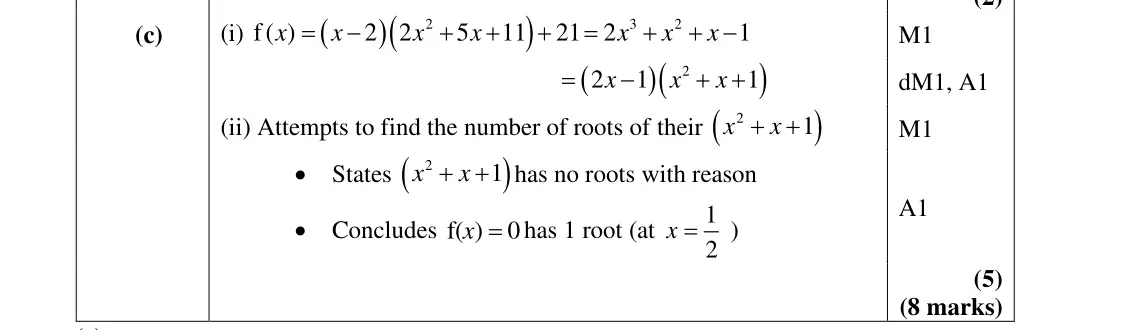 (2)
(c) (i) f(x) = (x − 2)(2x² + 5x + 11) + 21 = 2x³ + x² + x − 1 M1
= (2x − 1)(x² + x + 1) dM1, A1
(ii) Attempts to find the number of roots of their (x² + x + 1) M1
• States (x² + x + 1) has no roots with reason
A1
• Concludes f(x) = 0 has 1 root (at x = 1/2 )
(5)
(8 marks)